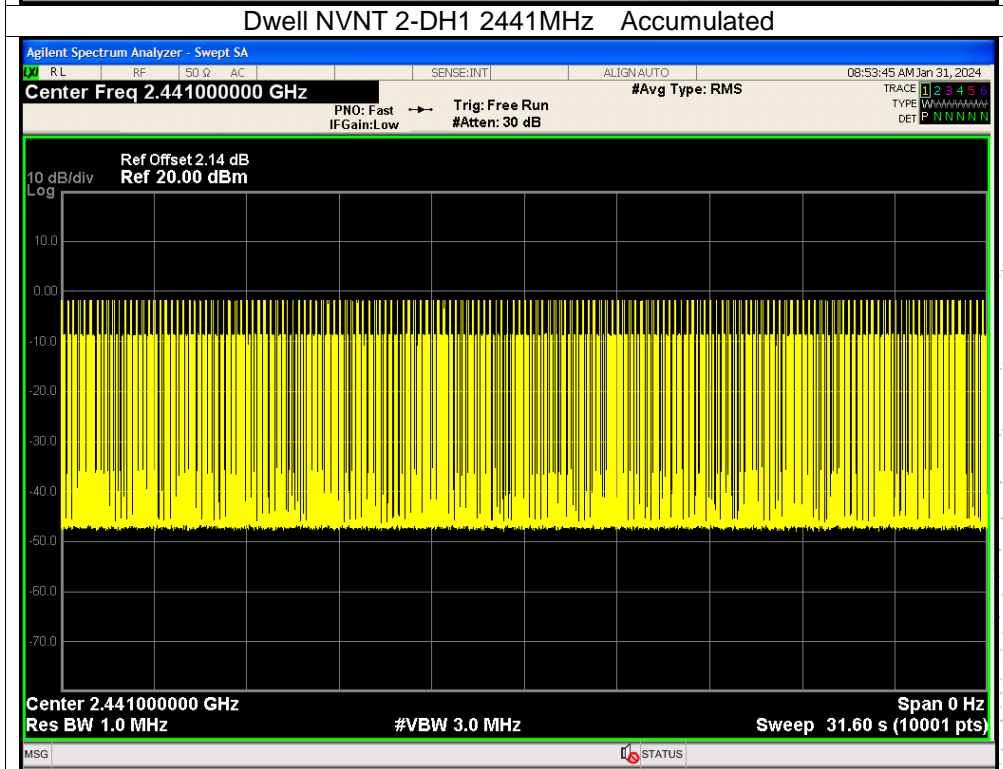 Dwell NVNT 2-DH1 2441MHz Accumulated
Agilent Spectrum Analyzer - Swept SA
LXI RL RF 50 Ω AC SENSE:INT ALIGN AUTO 08:53:45 AM Jan 31, 2024
Center Freq 2.441000000 GHz #Avg Type: RMS TRACE 1 2 3 4 5 6
PNO: Fast Trig: Free Run TYPE W
IFGain:Low #Atten: 30 dB DET P N N N N N
Ref Offset 2.14 dB
10 dB/div Ref 20.00 dBm
Log
10.0
0.00
-10.0
-20.0
-30.0
-40.0
-50.0
-60.0
-70.0
Center 2.441000000 GHz Span 0 Hz
Res BW 1.0 MHz #VBW 3.0 MHz Sweep 31.60 s (10001 pts)
MSG STATUS